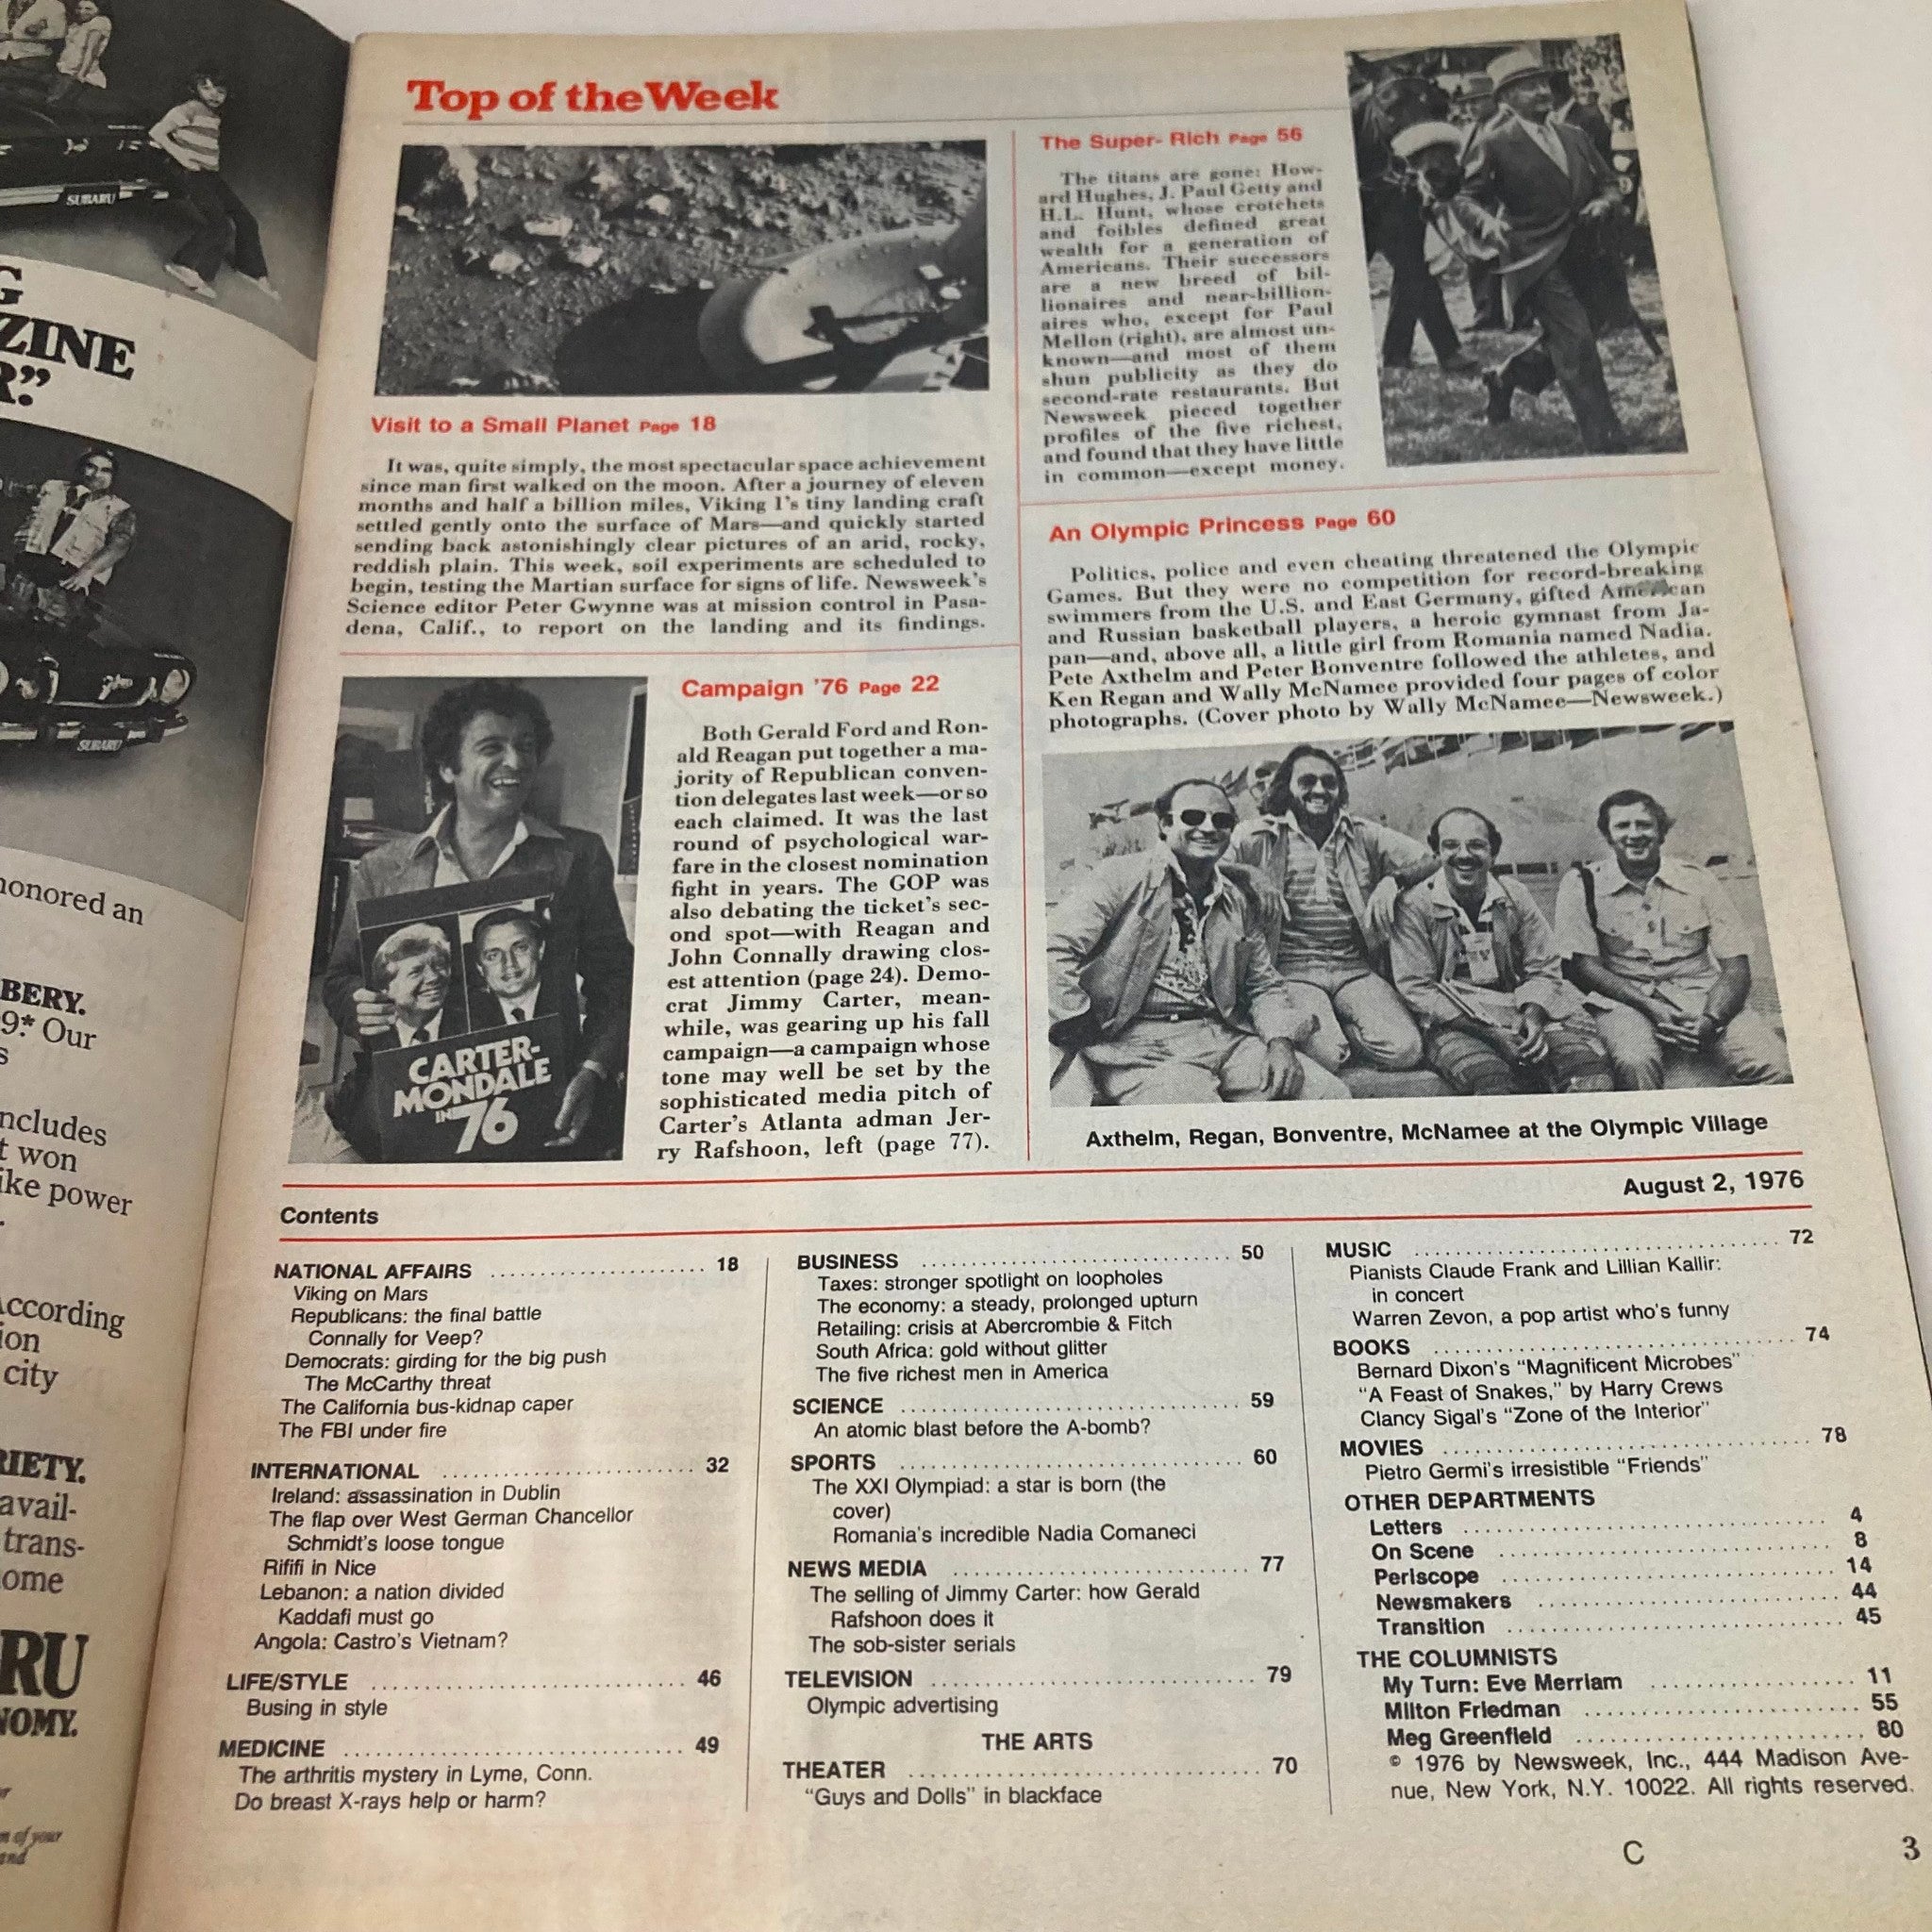 SUBARU
G
ZINE
R."
SUBARU
honored an
BERY.
9.* Our
s
ncludes
t won
ike power
.
According
ion
city
RIETY.
avail-
trans-
ome
RU
NOMY.
m of your
and
Top of the Week
Visit to a Small Planet Page 18
It was, quite simply, the most spectacular space achievement
since man first walked on the moon. After a journey of eleven
months and half a billion miles, Viking 1's tiny landing craft
settled gently onto the surface of Mars—and quickly started
sending back astonishingly clear pictures of an arid, rocky,
reddish plain. This week, soil experiments are scheduled to
begin, testing the Martian surface for signs of life. Newsweek's
Science editor Peter Gwynne was at mission control in Pasa-
dena, Calif., to report on the landing and its findings.
CARTER-
MONDALE
IN '76
Campaign '76 Page 22
Both Gerald Ford and Ron-
ald Reagan put together a ma-
jority of Republican conven-
tion delegates last week—or so
each claimed. It was the last
round of psychological war-
fare in the closest nomination
fight in years. The GOP was
also debating the ticket's sec-
ond spot—with Reagan and
John Connally drawing clos-
est attention (page 24). Demo-
crat Jimmy Carter, mean-
while, was gearing up his fall
campaign—a campaign whose
tone may well be set by the
sophisticated media pitch of
Carter's Atlanta adman Jer-
ry Rafshoon, left (page 77).
The Super- Rich Page 56
The titans are gone: How-
ard Hughes, J. Paul Getty and
H.L. Hunt, whose crotchets
and foibles defined great
wealth for a generation of
Americans. Their successors
are a new breed of bil-
lionaires and near-billion-
aires who, except for Paul
Mellon (right), are almost un-
known—and most of them
shun publicity as they do
second-rate restaurants. But
Newsweek pieced together
profiles of the five richest,
and found that they have little
in common—except money.
An Olympic Princess Page 60
Politics, police and even cheating threatened the Olympic
Games. But they were no competition for record-breaking
swimmers from the U.S. and East Germany, gifted American
and Russian basketball players, a heroic gymnast from Ja-
pan—and, above all, a little girl from Romania named Nadia.
Pete Axthelm and Peter Bonventre followed the athletes, and
Ken Regan and Wally McNamee provided four pages of color
photographs. (Cover photo by Wally McNamee—Newsweek.)
Axthelm, Regan, Bonventre, McNamee at the Olympic Village
August 2, 1976
Contents
NATIONAL AFFAIRS ........................ 18
Viking on Mars
Republicans: the final battle
Connally for Veep?
Democrats: girding for the big push
The McCarthy threat
The California bus-kidnap caper
The FBI under fire
INTERNATIONAL ........................ 32
Ireland: assassination in Dublin
The flap over West German Chancellor
Schmidt's loose tongue
Rififi in Nice
Lebanon: a nation divided
Kaddafi must go
Angola: Castro's Vietnam?
LIFE/STYLE ........................ 46
Busing in style
MEDICINE ........................ 49
The arthritis mystery in Lyme, Conn.
Do breast X-rays help or harm?
BUSINESS ........................ 50
Taxes: stronger spotlight on loopholes
The economy: a steady, prolonged upturn
Retailing: crisis at Abercrombie & Fitch
South Africa: gold without glitter
The five richest men in America
SCIENCE ........................ 59
An atomic blast before the A-bomb?
SPORTS ........................ 60
The XXI Olympiad: a star is born (the
cover)
Romania's incredible Nadia Comaneci
NEWS MEDIA ........................ 77
The selling of Jimmy Carter: how Gerald
Rafshoon does it
The sob-sister serials
TELEVISION ........................ 79
Olympic advertising
THE ARTS
THEATER ........................ 70
"Guys and Dolls" in blackface
MUSIC ........................ 72
Pianists Claude Frank and Lillian Kallir:
in concert
Warren Zevon, a pop artist who's funny
BOOKS ........................ 74
Bernard Dixon's "Magnificent Microbes"
"A Feast of Snakes," by Harry Crews
Clancy Sigal's "Zone of the Interior"
MOVIES ........................ 78
Pietro Germi's irresistible "Friends"
OTHER DEPARTMENTS
Letters ........................ 4
On Scene ........................ 8
Periscope ........................ 14
Newsmakers ........................ 44
Transition ........................ 45
THE COLUMNISTS
My Turn: Eve Merriam ........................ 11
Milton Friedman ........................ 55
Meg Greenfield ........................ 80
© 1976 by Newsweek, Inc., 444 Madison Ave-
nue, New York, N.Y. 10022. All rights reserved.
C 3